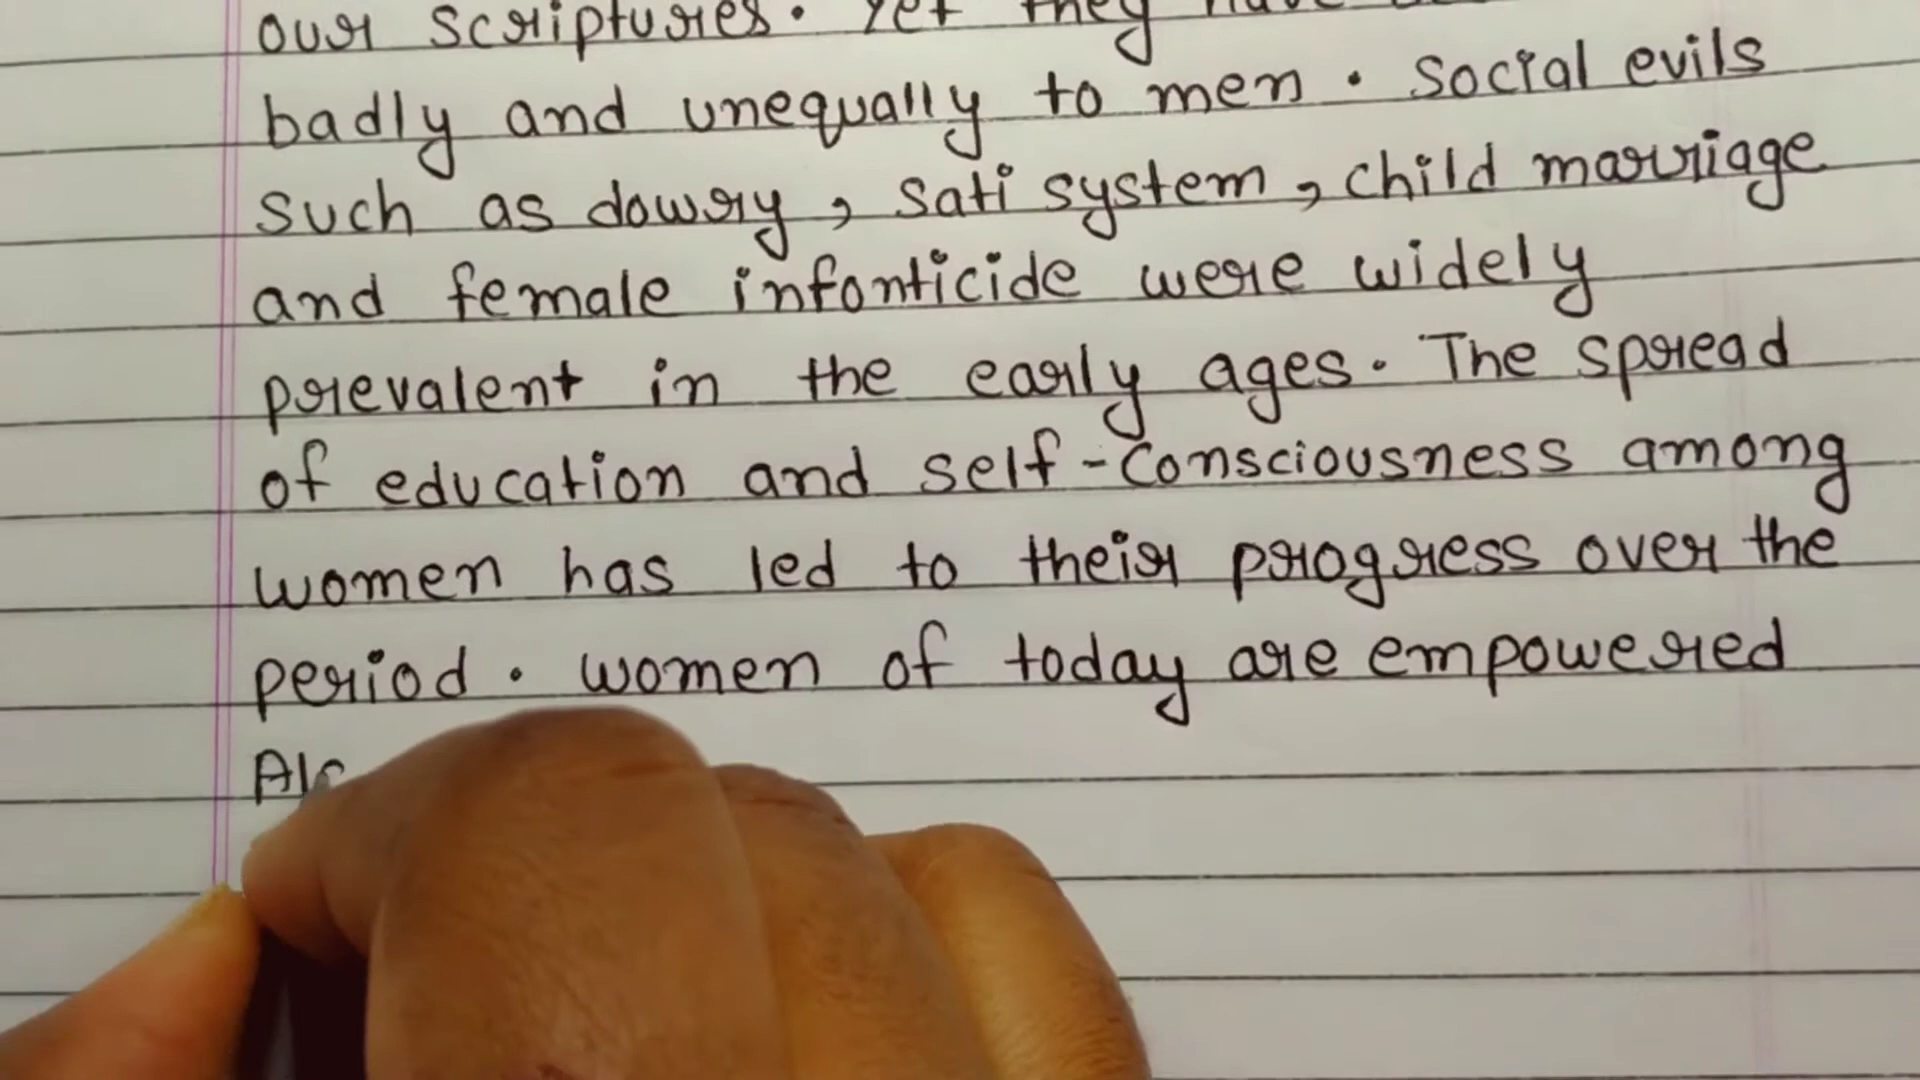 our scriptures. Yet they have
badly and unequally to men. Social evils
such as dowry, sati system, child marriage
and female infonticide were widely
prevalent in the early ages. The spread
of education and self-consciousness among
women has led to their progress over the
period. women of today are empowered